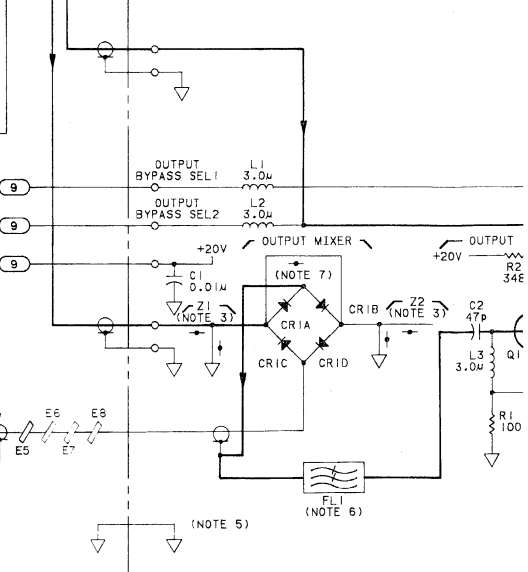 OUTPUT
BYPASS SEL1
L1
3.0μ
9
OUTPUT
BYPASS SEL2
L2
3.0μ
9
+20V
OUTPUT MIXER
OUTPUT
9
+20V
R2
348
C1
0.01μ
(NOTE 7)
Z1
(NOTE 3)
CR1B
Z2
(NOTE 3)
C2
47p
CR1A
CR1C
CR1D
L3
3.0μ
Q1
E6
E8
R1
100
E5
E7
FL1
(NOTE 6)
(NOTE 5)